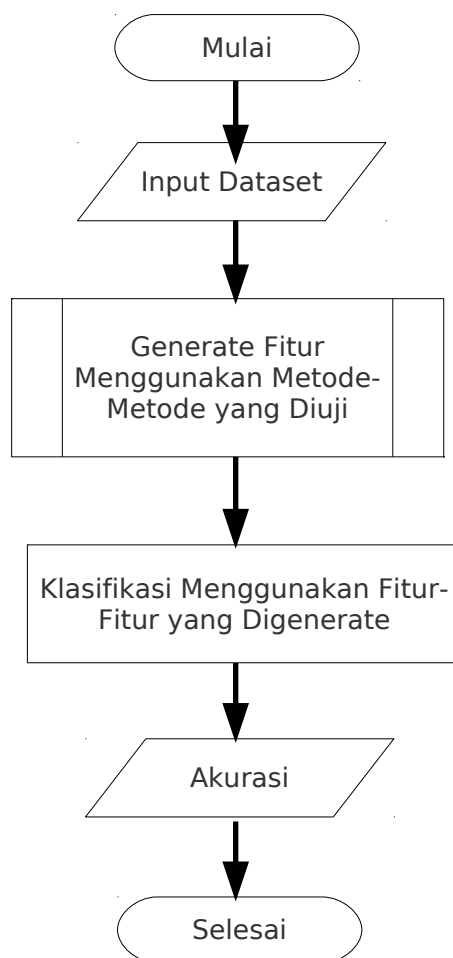 Mulai
Input Dataset
Generate Fitur
Menggunakan Metode-
Metode yang Diuji
Klasifikasi Menggunakan Fitur-
Fitur yang Digenerate
Akurasi
Selesai